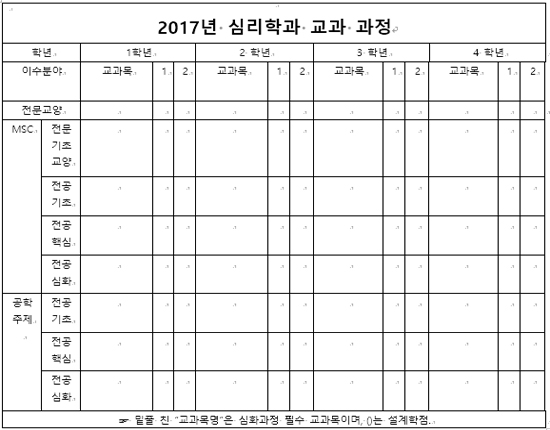 2017년 심리학과 교과 과정
학년 1학년 2 학년 3 학년 4 학년
이수분야 교과목 1 2 교과목 1 2 교과목 1 2 교과목 1 2
전문교양
MSC 전문
기초
교양
전공
기초
전공
핵심
전공
심화
공학
주제
전공
기초
전공
핵심
전공
심화
☞ 밑줄 친 “교과목명”은 심화과정 필수 교과목이며, ()는 설계학점.